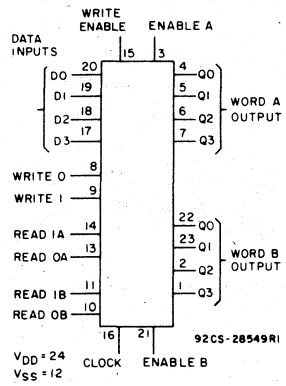 WRITE
ENABLE
ENABLE A
DATA
INPUTS
15
3
20
D0
19
D1
18
D2
17
D3
4
Q0
5
Q1
6
Q2
7
Q3
WORD A
OUTPUT
8
WRITE 0
9
WRITE 1
14
READ 1A
13
READ 0A
11
READ 1B
10
READ 0B
22
Q0
23
Q1
2
Q2
1
Q3
WORD B
OUTPUT
16
21
92CS-28549R1
CLOCK
ENABLE B
VDD = 24
VSS = 12